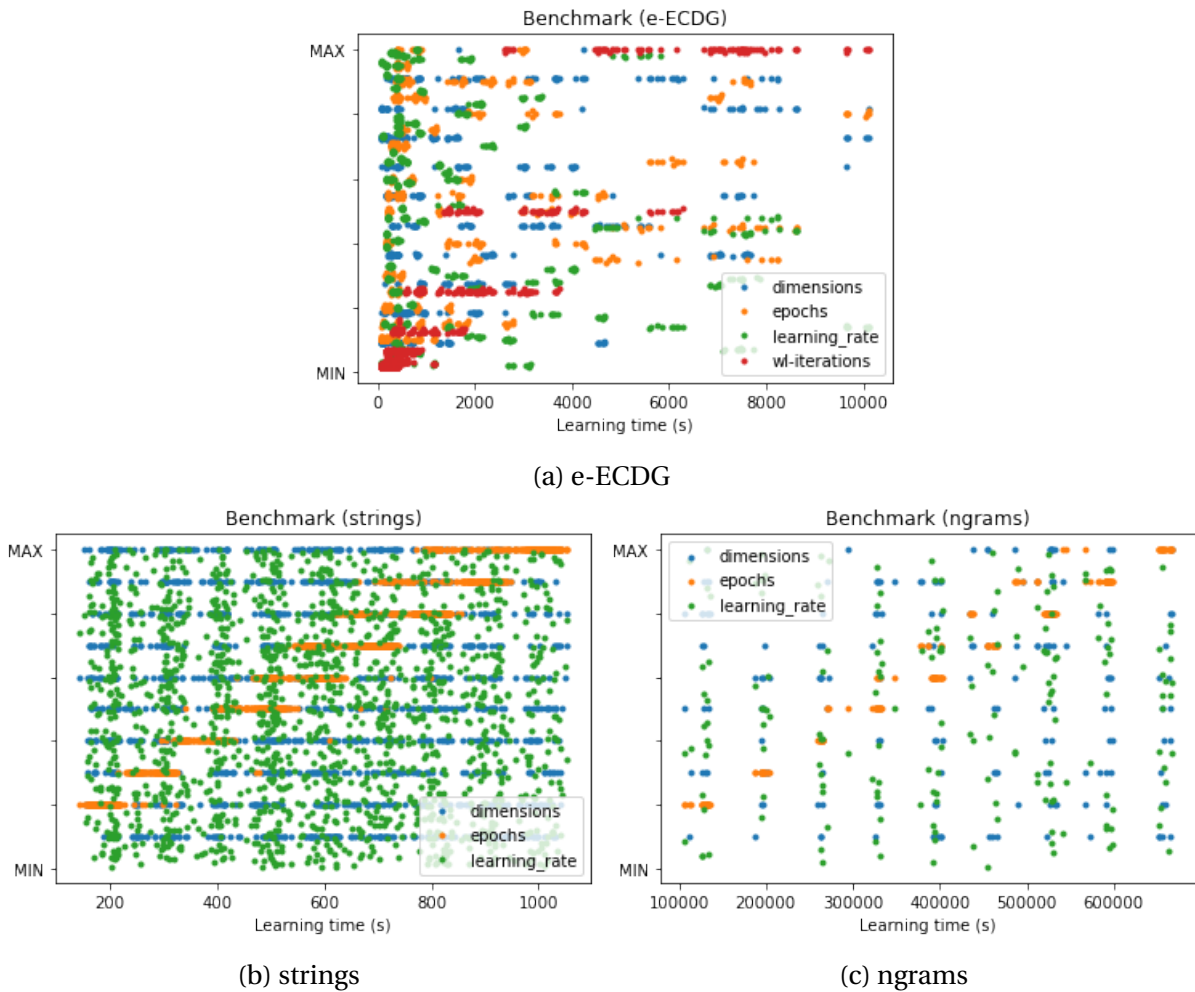 Benchmark (e-ECDG)
MAX
MIN
dimensions
epochs
learning_rate
wl-iterations
0 2000 4000 6000 8000 10000
Learning time (s)
(a) e-ECDG
Benchmark (strings)
MAX
MIN
dimensions
epochs
learning_rate
200 400 600 800 1000
Learning time (s)
(b) strings
Benchmark (ngrams)
MAX
MIN
dimensions
epochs
learning_rate
100000 200000 300000 400000 500000 600000
Learning time (s)
(c) ngrams